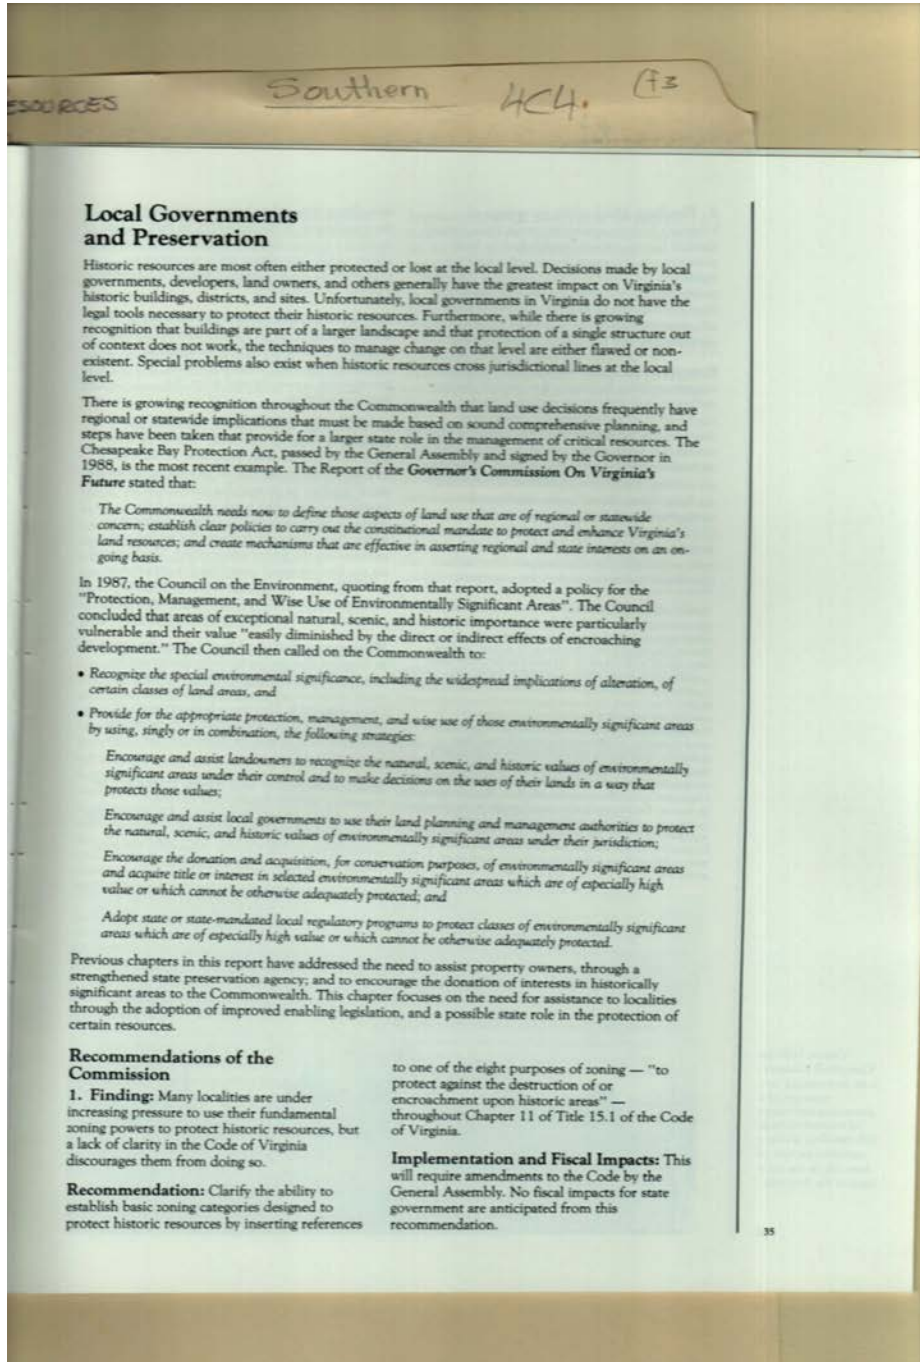 ESOURCES
Southern 4C4. (f3
Local Governments
and Preservation
Historic resources are most often either protected or lost at the local level. Decisions made by local
governments, developers, land owners, and others generally have the greatest impact on Virginia's
historic buildings, districts, and sites. Unfortunately, local governments in Virginia do not have the
legal tools necessary to protect their historic resources. Furthermore, while there is growing
recognition that buildings are part of a larger landscape and that protection of a single structure out
of context does not work, the techniques to manage change on that level are either flawed or non-
existent. Special problems also exist when historic resources cross jurisdictional lines at the local
level.
There is growing recognition throughout the Commonwealth that land use decisions frequently have
regional or statewide implications that must be made based on sound comprehensive planning, and
steps have been taken that provide for a larger state role in the management of critical resources. The
Chesapeake Bay Protection Act, passed by the General Assembly and signed by the Governor in
1988, is the most recent example. The Report of the Governor's Commission On Virginia's
Future stated that:
The Commonwealth needs now to define those aspects of land use that are of regional or statewide
concern; establish clear policies to carry out the constitutional mandate to protect and enhance Virginia's
land resources; and create mechanisms that are effective in asserting regional and state interests on an on-
going basis.
In 1987, the Council on the Environment, quoting from that report, adopted a policy for the
"Protection, Management, and Wise Use of Environmentally Significant Areas". The Council
concluded that areas of exceptional natural, scenic, and historic importance were particularly
vulnerable and their value "easily diminished by the direct or indirect effects of encroaching
development." The Council then called on the Commonwealth to:
• Recognize the special environmental significance, including the widespread implications of alteration, of
certain classes of land areas, and
• Provide for the appropriate protection, management, and wise use of those environmentally significant areas
by using, singly or in combination, the following strategies:
Encourage and assist landowners to recognize the natural, scenic, and historic values of environmentally
significant areas under their control and to make decisions on the uses of their lands in a way that
protects those values;
Encourage and assist local governments to use their land planning and management authorities to protect
the natural, scenic, and historic values of environmentally significant areas under their jurisdiction;
Encourage the donation and acquisition, for conservation purposes, of environmentally significant areas
and acquire title or interest in selected environmentally significant areas which are of especially high
value or which cannot be otherwise adequately protected; and
Adopt state or state-mandated local regulatory programs to protect classes of environmentally significant
areas which are of especially high value or which cannot be otherwise adequately protected.
Previous chapters in this report have addressed the need to assist property owners, through a
strengthened state preservation agency; and to encourage the donation of interests in historically
significant areas to the Commonwealth. This chapter focuses on the need for assistance to localities
through the adoption of improved enabling legislation, and a possible state role in the protection of
certain resources.
Recommendations of the
Commission
1. Finding: Many localities are under
increasing pressure to use their fundamental
zoning powers to protect historic resources, but
a lack of clarity in the Code of Virginia
discourages them from doing so.
Recommendation: Clarify the ability to
establish basic zoning categories designed to
protect historic resources by inserting references
to one of the eight purposes of zoning — "to
protect against the destruction of or
encroachment upon historic areas" —
throughout Chapter 11 of Title 15.1 of the Code
of Virginia.
Implementation and Fiscal Impacts: This
will require amendments to the Code by the
General Assembly. No fiscal impacts for state
government are anticipated from this
recommendation.
35